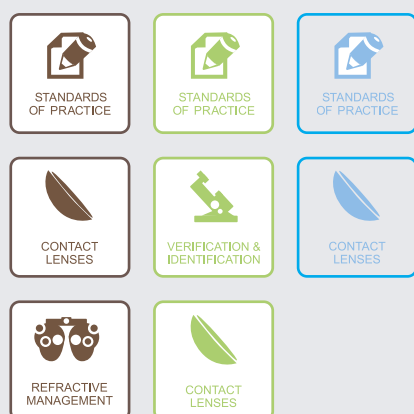 STANDARDS
OF PRACTICE
STANDARDS
OF PRACTICE
STANDARDS
OF PRACTICE
CONTACT
LENSES
VERIFICATION &
IDENTIFICATION
CONTACT
LENSES
REFRACTIVE
MANAGEMENT
CONTACT
LENSES